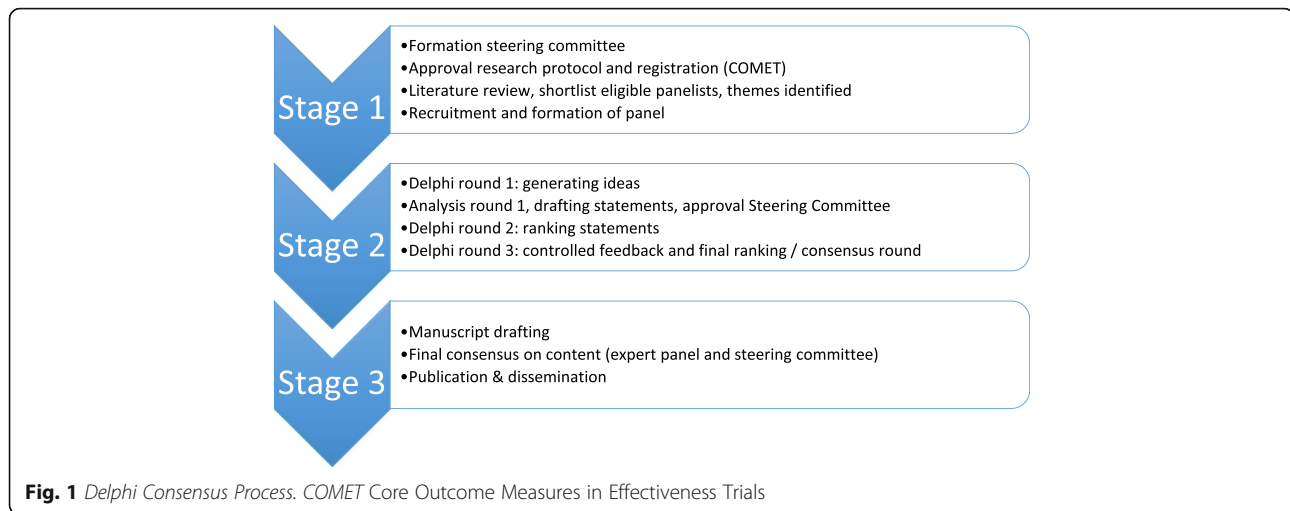 Stage 1
•Formation steering committee
•Approval research protocol and registration (COMET)
•Literature review, shortlist eligible panelists, themes identified
•Recruitment and formation of panel
Stage 2
•Delphi round 1: generating ideas
•Analysis round 1, drafting statements, approval Steering Committee
•Delphi round 2: ranking statements
•Delphi round 3: controlled feedback and final ranking / consensus round
Stage 3
•Manuscript drafting
•Final consensus on content (expert panel and steering committee)
•Publication & dissemination
Fig. 1 Delphi Consensus Process. COMET Core Outcome Measures in Effectiveness Trials